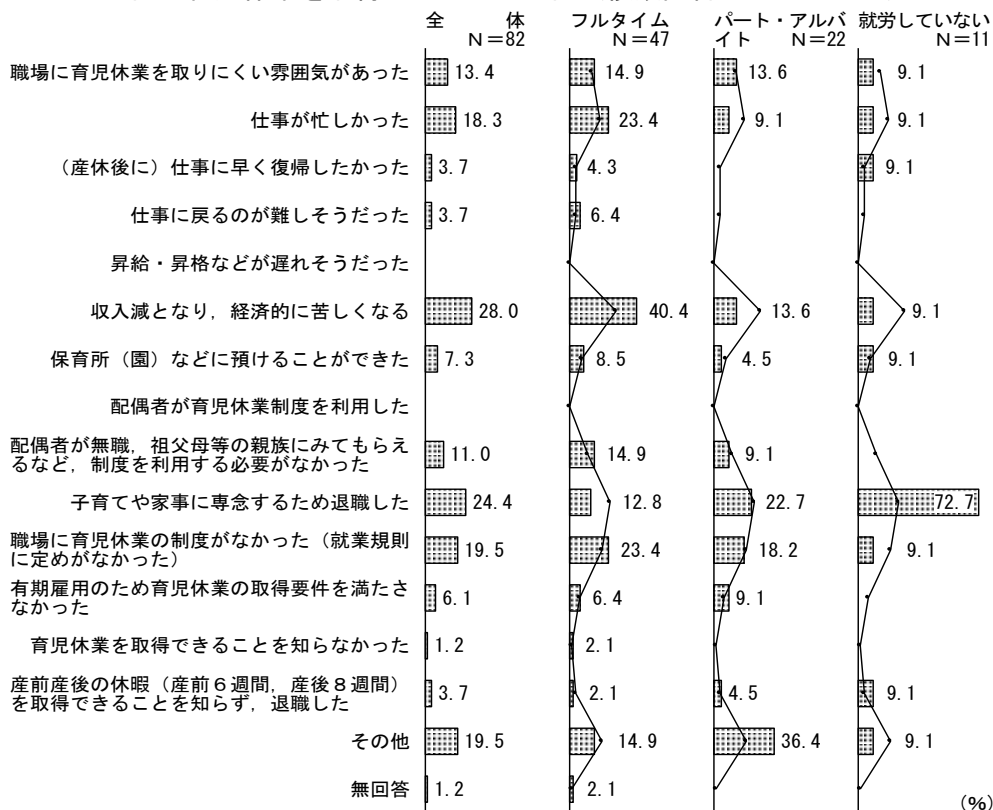 全　　体　フルタイム　パート・アルバ　就労していない
Ｎ＝82　Ｎ＝47　イト　Ｎ＝22　Ｎ＝11
職場に育児休業を取りにくい雰囲気があった　13.4　14.9　13.6　9.1
仕事が忙しかった　18.3　23.4　9.1　9.1
（産休後に）仕事に早く復帰したかった　3.7　4.3　9.1
仕事に戻るのが難しそうだった　3.7　6.4
昇給・昇格などが遅れそうだった
収入減となり，経済的に苦しくなる　28.0　40.4　13.6　9.1
保育所（園）などに預けることができた　7.3　8.5　4.5　9.1
配偶者が育児休業制度を利用した
配偶者が無職，祖父母等の親族にみてもらえ
るなど，制度を利用する必要がなかった　11.0　14.9　9.1
子育てや家事に専念するため退職した　24.4　12.8　22.7　72.7
職場に育児休業の制度がなかった（就業規則
に定めがなかった）　19.5　23.4　18.2　9.1
有期雇用のため育児休業の取得要件を満たさ
なかった　6.1　6.4　9.1
育児休業を取得できることを知らなかった　1.2　2.1
産前産後の休暇（産前６週間，産後８週間）
を取得できることを知らず，退職した　3.7　2.1　4.5　9.1
その他　19.5　14.9　36.4　9.1
無回答　1.2　2.1
（%）